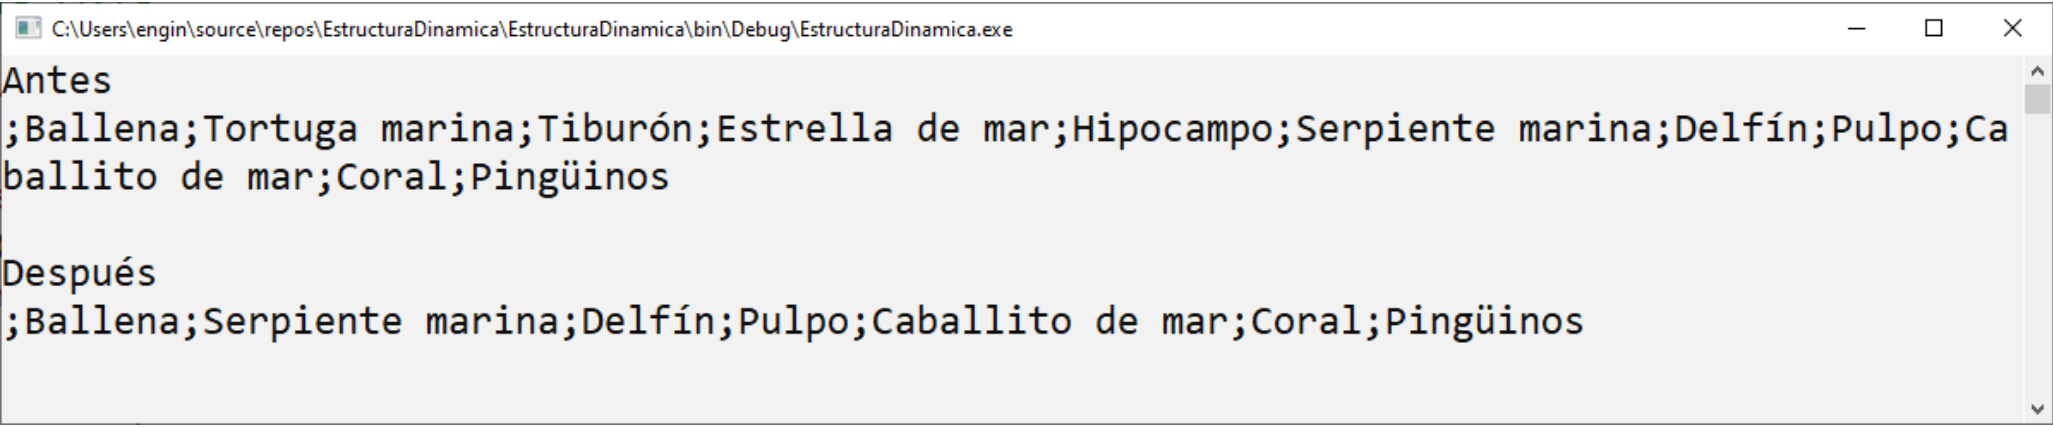 C:\Users\engin\source\repos\EstructuraDinamica\EstructuraDinamica\bin\Debug\EstructuraDinamica.exe
Antes
;Ballena;Tortuga marina;Tiburón;Estrella de mar;Hipocampo;Serpiente marina;Delfín;Pulpo;Ca
ballito de mar;Coral;Pingüinos
Después
;Ballena;Serpiente marina;Delfín;Pulpo;Caballito de mar;Coral;Pingüinos